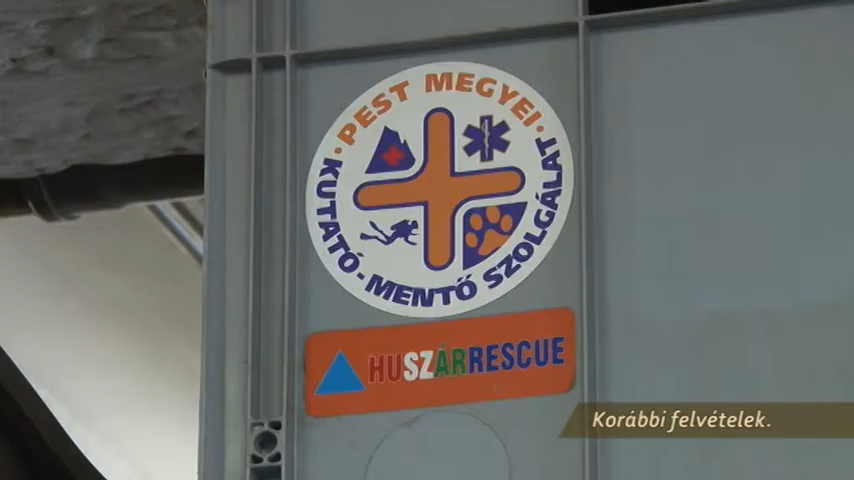 · PEST MEGYEI ·
KUTATÓ-MENTŐ SZOLGÁLAT
HUSZÁRRESCUE
Korábbi felvételek.